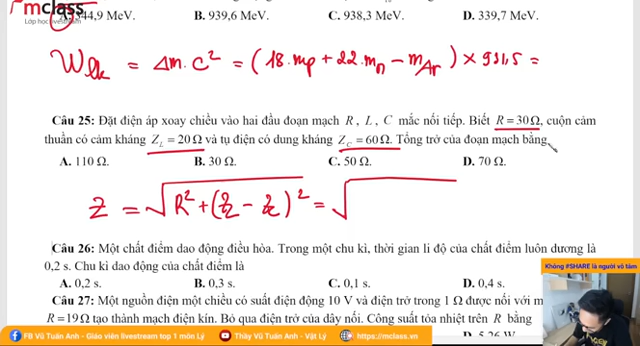 mclass
Lớp học livestream
A. 344,9 MeV. B. 939,6 MeV. C. 938,3 MeV. D. 339,7 MeV.
W_lk = Δm.c² = (18.mp + 22.mn − mAr) × 931,5 =
Câu 25: Đặt điện áp xoay chiều vào hai đầu đoạn mạch R, L, C mắc nối tiếp. Biết R = 30 Ω, cuộn cảm
thuần có cảm kháng Z_L = 20 Ω và tụ điện có dung kháng Z_C = 60 Ω. Tổng trở của đoạn mạch bằng
A. 110 Ω. B. 30 Ω. C. 50 Ω. D. 70 Ω.
Z = √(R² + (Z_L − Z_C)²) = √
Câu 26: Một chất điểm dao động điều hòa. Trong một chu kì, thời gian li độ của chất điểm luôn dương là
0,2 s. Chu kì dao động của chất điểm là
A. 0,2 s. B. 0,3 s. C. 0,1 s. D. 0,4 s.
Không #SHARE là người vô tâm
Câu 27: Một nguồn điện một chiều có suất điện động 10 V và điện trở trong 1 Ω được nối với m
R = 19 Ω tạo thành mạch điện kín. Bỏ qua điện trở của dây nối. Công suất tỏa nhiệt trên R bằng
D. 5,26 W
FB Vũ Tuấn Anh - Giáo viên livestream top 1 môn Lý
Thầy Vũ Tuấn Anh - Vật Lý
https://mclass.vn